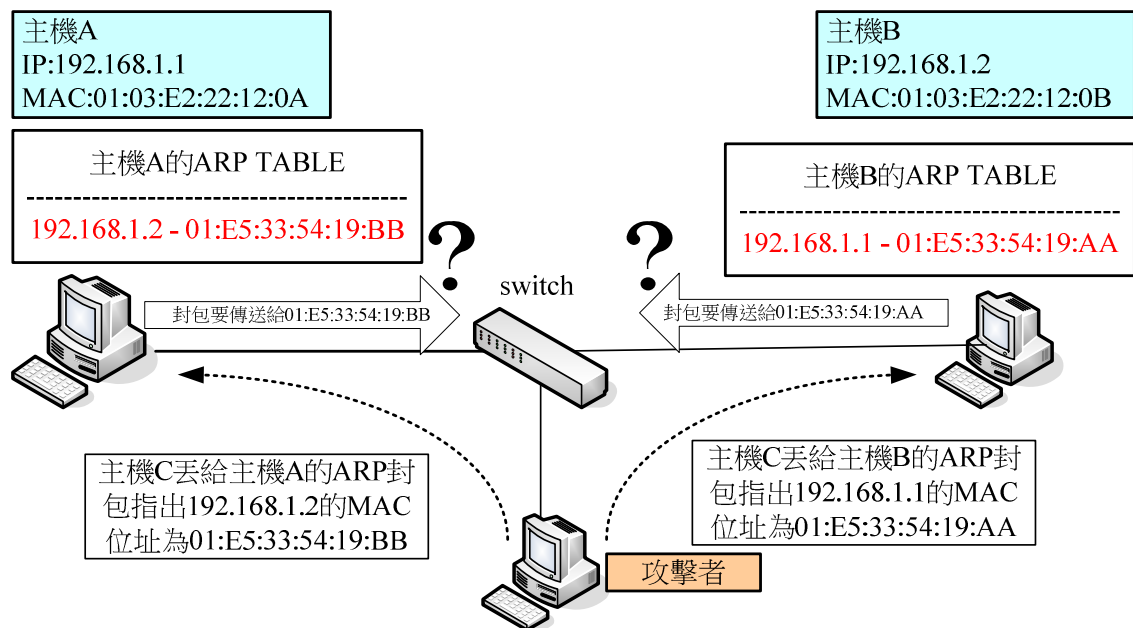 主機A
IP:192.168.1.1
MAC:01:03:E2:22:12:0A
主機B
IP:192.168.1.2
MAC:01:03:E2:22:12:0B
主機A的ARP TABLE
--------------------------------------
192.168.1.2 - 01:E5:33:54:19:BB
主機B的ARP TABLE
--------------------------------------
192.168.1.1 - 01:E5:33:54:19:AA
?
?
switch
封包要傳送給01:E5:33:54:19:BB
封包要傳送給01:E5:33:54:19:AA
主機C丟給主機A的ARP封
包指出192.168.1.2的MAC
位址為01:E5:33:54:19:BB
主機C丟給主機B的ARP封
包指出192.168.1.1的MAC
位址為01:E5:33:54:19:AA
攻擊者